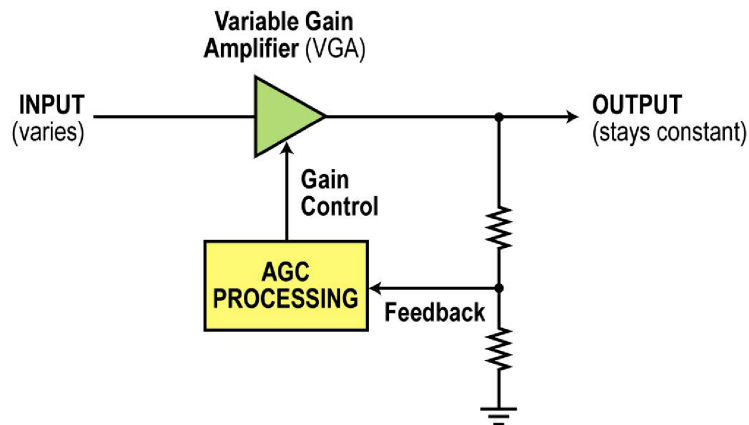 Variable Gain
Amplifier (VGA)
INPUT
(varies)
OUTPUT
(stays constant)
Gain
Control
AGC
PROCESSING
Feedback